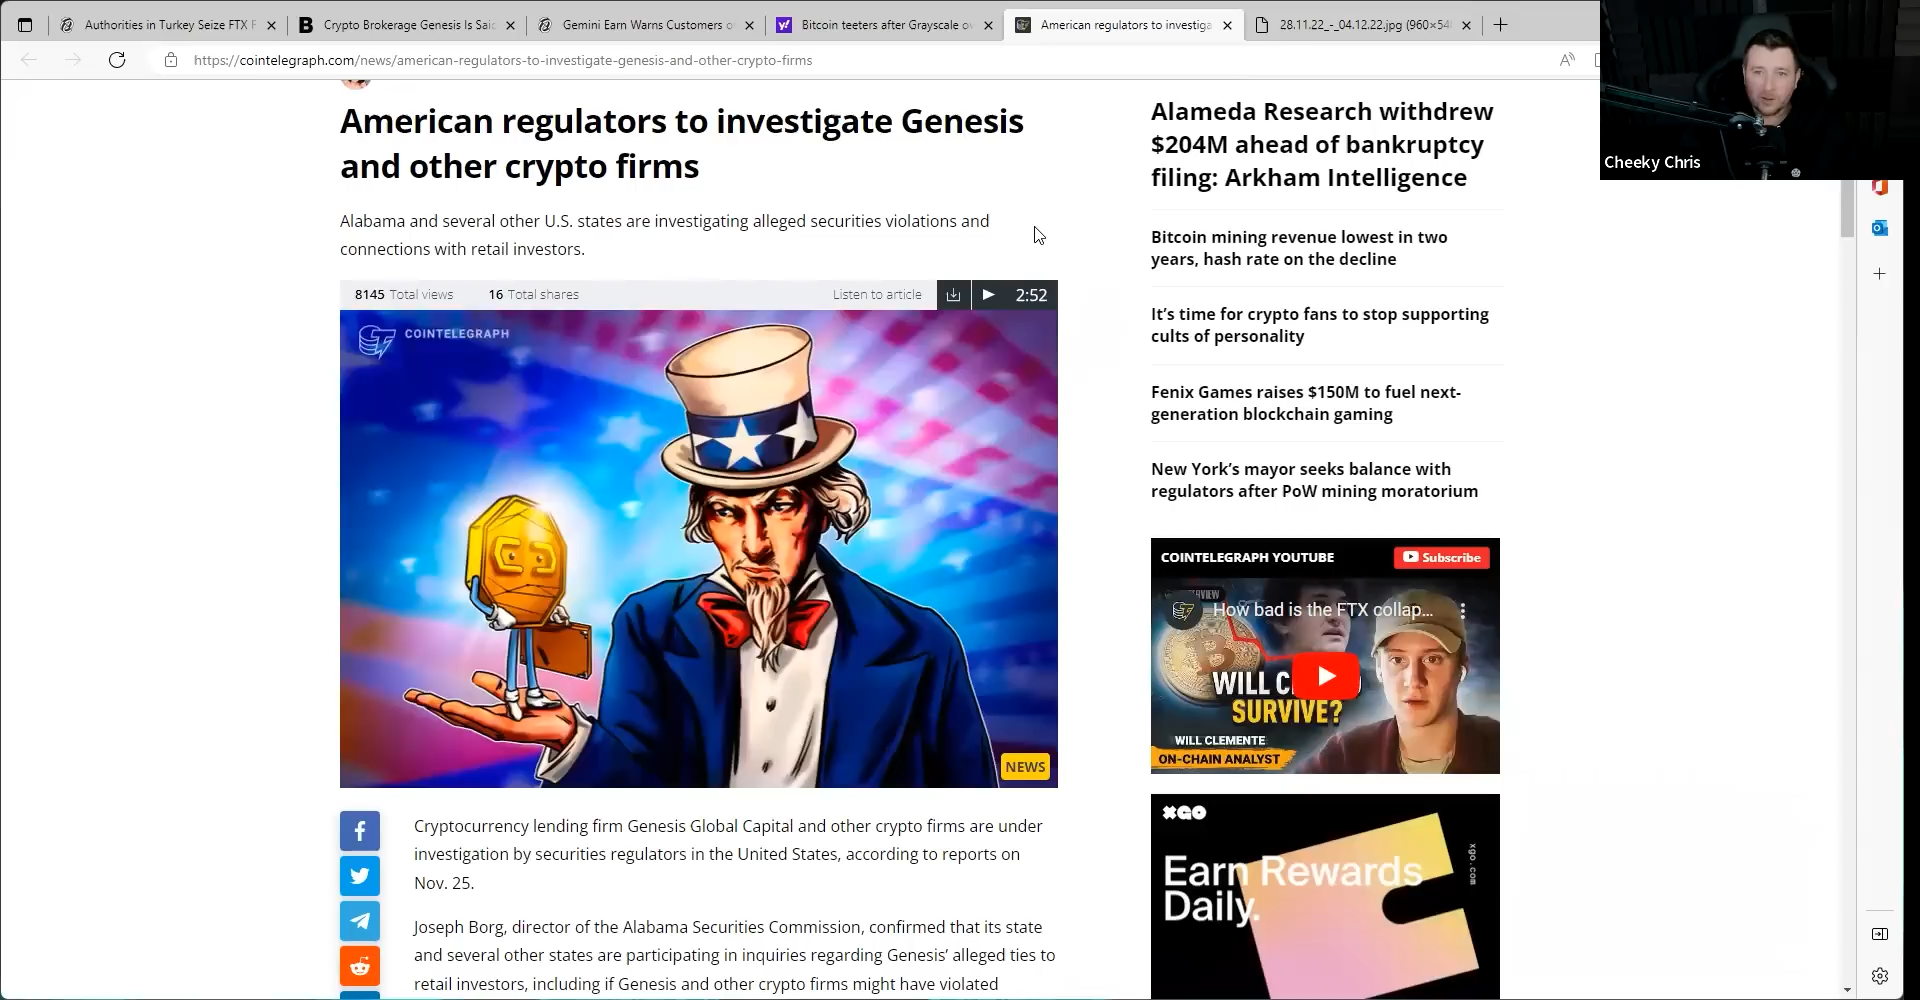 Authorities in Turkey Seize FTX F
Crypto Brokerage Genesis Is Said
Gemini Earn Warns Customers o
Bitcoin teeters after Grayscale o
American regulators to investiga
28.11.22_-_04.12.22.jpg (960×54
https://cointelegraph.com/news/american-regulators-to-investigate-genesis-and-other-crypto-firms
Cheeky Chris
American regulators to investigate Genesis
and other crypto firms
Alabama and several other U.S. states are investigating alleged securities violations and
connections with retail investors.
8145 Total views 16 Total shares Listen to article 2:52
COINTELEGRAPH
NEWS
Cryptocurrency lending firm Genesis Global Capital and other crypto firms are under
investigation by securities regulators in the United States, according to reports on
Nov. 25.
Joseph Borg, director of the Alabama Securities Commission, confirmed that its state
and several other states are participating in inquiries regarding Genesis’ alleged ties to
retail investors, including if Genesis and other crypto firms might have violated
Alameda Research withdrew
$204M ahead of bankruptcy
filing: Arkham Intelligence
Bitcoin mining revenue lowest in two
years, hash rate on the decline
It’s time for crypto fans to stop supporting
cults of personality
Fenix Games raises $150M to fuel next-
generation blockchain gaming
New York’s mayor seeks balance with
regulators after PoW mining moratorium
COINTELEGRAPH YOUTUBE
Subscribe
How bad is the FTX collap...
SURVIVE?
WILL CLEMENTE
ON-CHAIN ANALYST
XGO
xgo.com
Earn Rewards
Daily.